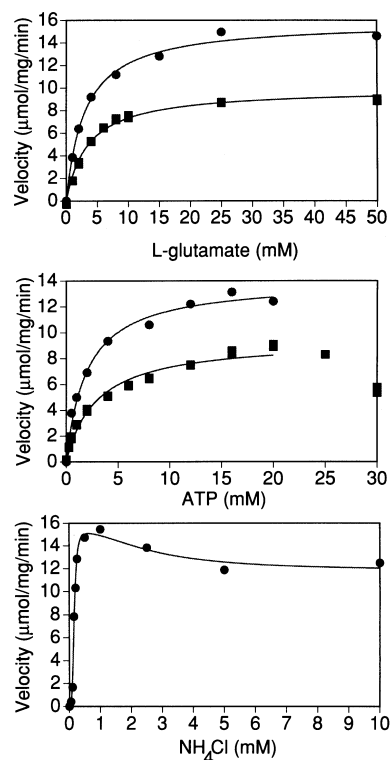 16
14
12
10
8
6
4
2
0
Velocity (μmol/mg/min)
0 5 10 15 20 25 30 35 40 45 50
L-glutamate (mM)
14
12
10
8
6
4
2
0
Velocity (μmol/mg/min)
0 5 10 15 20 25 30
ATP (mM)
16
14
12
10
8
6
4
2
0
Velocity (μmol/mg/min)
0 1 2 3 4 5 6 7 8 9 10
NH4Cl (mM)